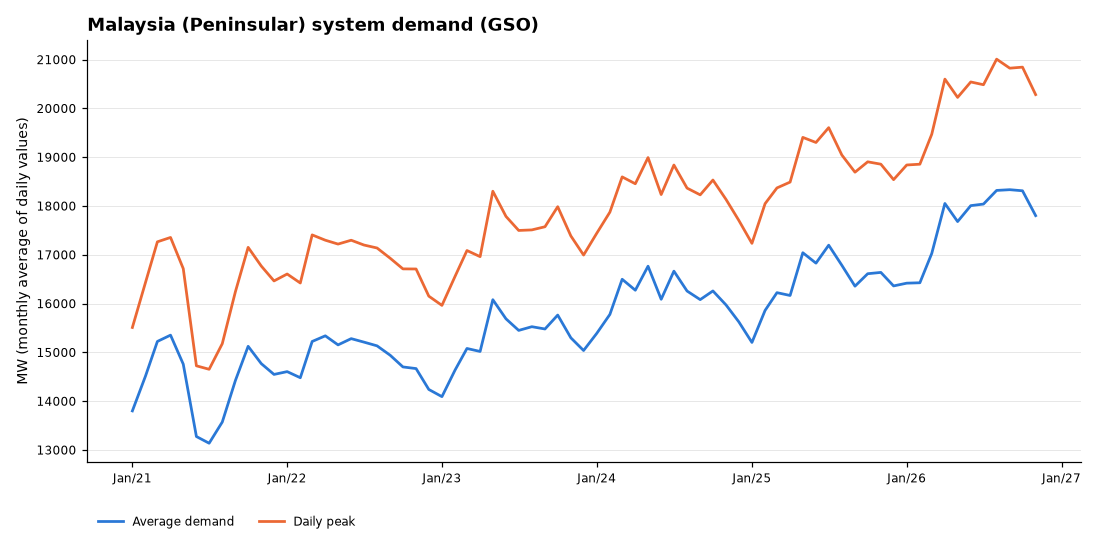 Malaysia (Peninsular) system demand (GSO)
MW (monthly average of daily values)
21000
20000
19000
18000
17000
16000
15000
14000
13000
Jan/21 Jan/22 Jan/23 Jan/24 Jan/25 Jan/26 Jan/27
Average demand Daily peak